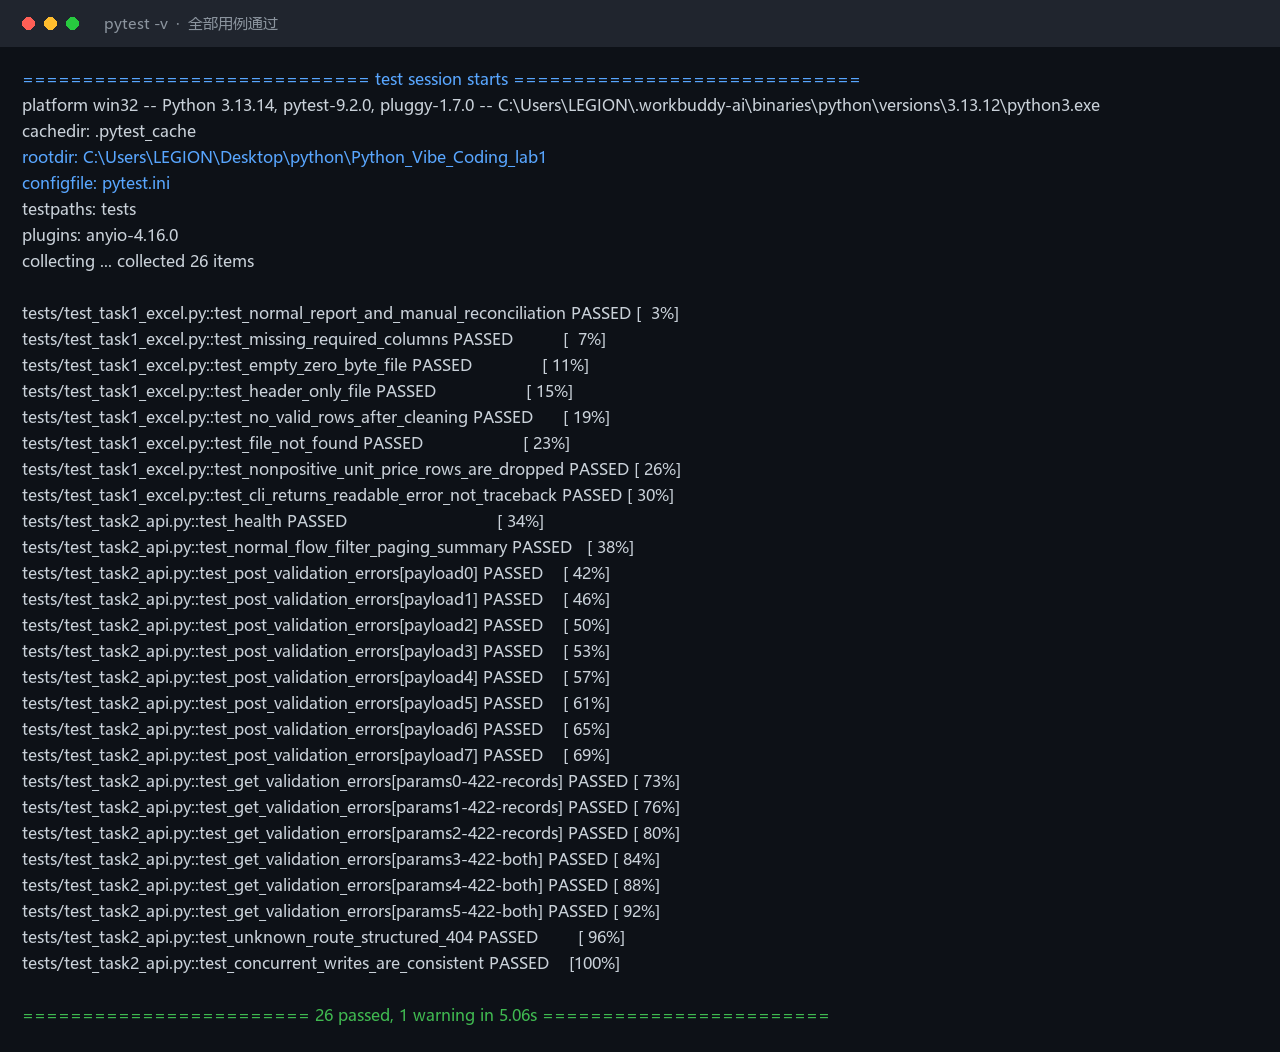 pytest -v · 全部用例通过
============================= test session starts =============================
platform win32 -- Python 3.13.14, pytest-9.2.0, pluggy-1.7.0 -- C:\Users\LEGION\.workbuddy-ai\binaries\python\versions\3.13.12\python3.exe
cachedir: .pytest_cache
rootdir: C:\Users\LEGION\Desktop\python\Python_Vibe_Coding_lab1
configfile: pytest.ini
testpaths: tests
plugins: anyio-4.16.0
collecting ... collected 26 items
tests/test_task1_excel.py::test_normal_report_and_manual_reconciliation PASSED [  3%]
tests/test_task1_excel.py::test_missing_required_columns PASSED          [  7%]
tests/test_task1_excel.py::test_empty_zero_byte_file PASSED              [ 11%]
tests/test_task1_excel.py::test_header_only_file PASSED                  [ 15%]
tests/test_task1_excel.py::test_no_valid_rows_after_cleaning PASSED      [ 19%]
tests/test_task1_excel.py::test_file_not_found PASSED                    [ 23%]
tests/test_task1_excel.py::test_nonpositive_unit_price_rows_are_dropped PASSED [ 26%]
tests/test_task1_excel.py::test_cli_returns_readable_error_not_traceback PASSED [ 30%]
tests/test_task2_api.py::test_health PASSED                              [ 34%]
tests/test_task2_api.py::test_normal_flow_filter_paging_summary PASSED   [ 38%]
tests/test_task2_api.py::test_post_validation_errors[payload0] PASSED    [ 42%]
tests/test_task2_api.py::test_post_validation_errors[payload1] PASSED    [ 46%]
tests/test_task2_api.py::test_post_validation_errors[payload2] PASSED    [ 50%]
tests/test_task2_api.py::test_post_validation_errors[payload3] PASSED    [ 53%]
tests/test_task2_api.py::test_post_validation_errors[payload4] PASSED    [ 57%]
tests/test_task2_api.py::test_post_validation_errors[payload5] PASSED    [ 61%]
tests/test_task2_api.py::test_post_validation_errors[payload6] PASSED    [ 65%]
tests/test_task2_api.py::test_post_validation_errors[payload7] PASSED    [ 69%]
tests/test_task2_api.py::test_get_validation_errors[params0-422-records] PASSED [ 73%]
tests/test_task2_api.py::test_get_validation_errors[params1-422-records] PASSED [ 76%]
tests/test_task2_api.py::test_get_validation_errors[params2-422-records] PASSED [ 80%]
tests/test_task2_api.py::test_get_validation_errors[params3-422-both] PASSED [ 84%]
tests/test_task2_api.py::test_get_validation_errors[params4-422-both] PASSED [ 88%]
tests/test_task2_api.py::test_get_validation_errors[params5-422-both] PASSED [ 92%]
tests/test_task2_api.py::test_unknown_route_structured_404 PASSED        [ 96%]
tests/test_task2_api.py::test_concurrent_writes_are_consistent PASSED    [100%]
======================== 26 passed, 1 warning in 5.06s ========================